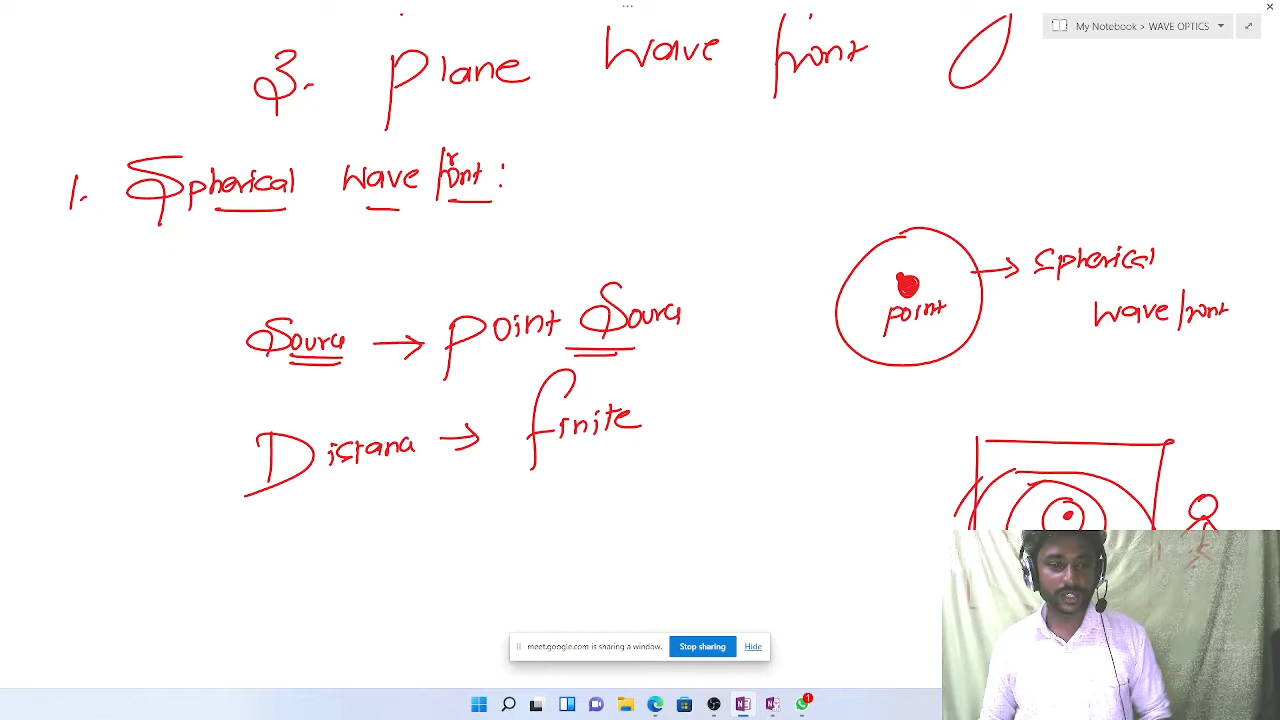 My Notebook > WAVE OPTICS
3. Plane Wave front
1. Spherical wave front:
Source → Point Source
Distance → finite
point
→ Spherical
Wave front
meet.google.com is sharing a window. Stop sharing Hide
1